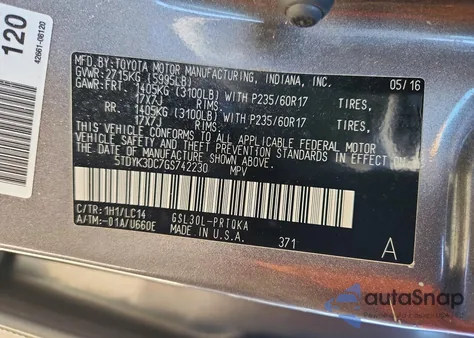 120
42661-08120
MFD.BY:TOYOTA MOTOR MANUFACTURING, INDIANA, INC.
GVWR: 2715KG (5995LB) 05/16
GAWR:FRT. 1405KG (3100LB) WITH P235/60R17 TIRES,
17X7J RIMS.
RR. 1405KG (3100LB) WITH P235/60R17 TIRES,
17X7J RIMS.
THIS VEHICLE CONFORMS TO ALL APPLICABLE FEDERAL MOTOR
VEHICLE SAFETY AND THEFT PREVENTION STANDARDS IN EFFECT ON
THE DATE OF MANUFACTURE SHOWN ABOVE.
5TDYK3DC7GS742230 MPV
C/TR:1H1/LC14 GSL30L-PRTQKA
A/TM:-01A/U660E MADE IN U.S.A. 371
A
autoSnap